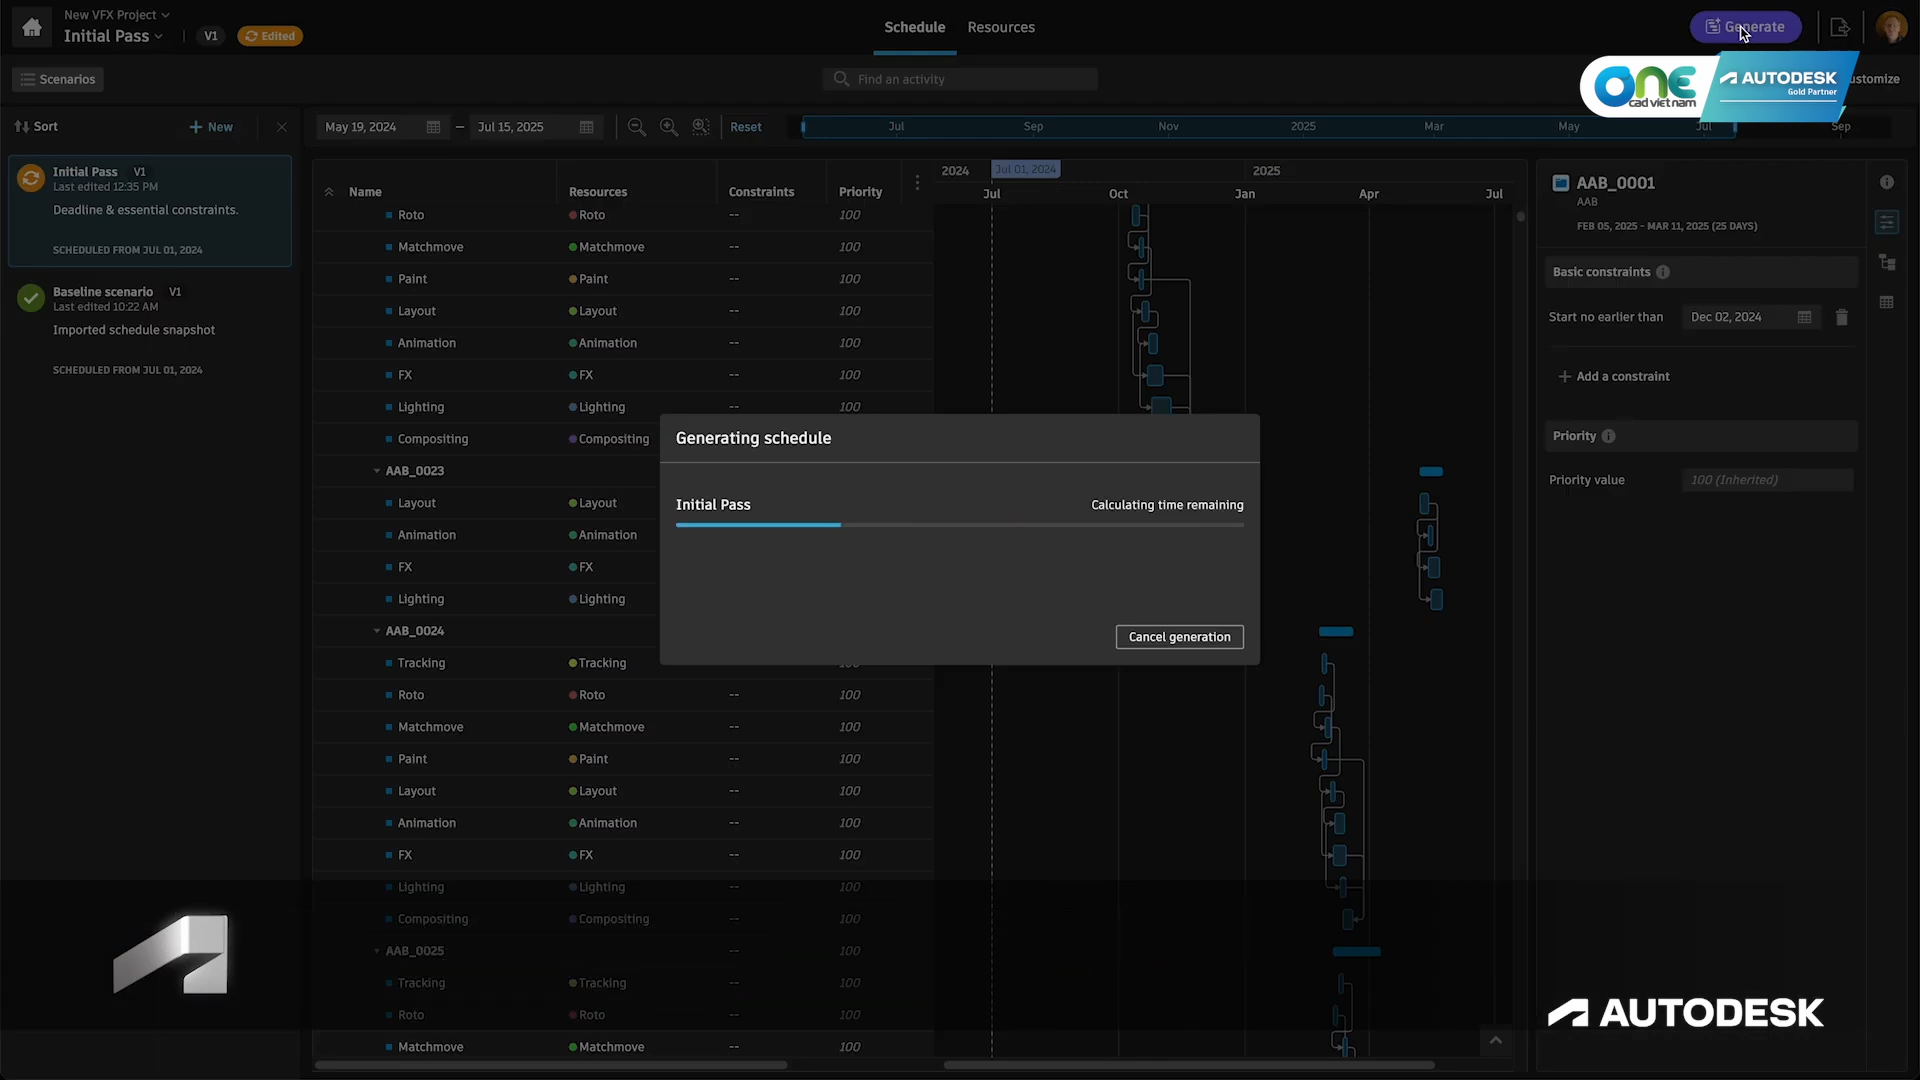 New VFX Project
Initial Pass
V1
Edited
Schedule
Resources
Generate
Scenarios
Find an activity
ONE
cad việt nam
AUTODESK
Gold Partner
ustomize
Sort
New
May 19, 2024
–
Jul 15, 2025
Reset
Jul
Sep
Nov
2025
Mar
May
Jul
Sep
Initial Pass V1
Last edited 12:35 PM
Deadline & essential constraints.
SCHEDULED FROM JUL 01, 2024
Baseline scenario V1
Last edited 10:22 AM
Imported schedule snapshot
SCHEDULED FROM JUL 01, 2024
Name Resources Constraints Priority
2024
Jul 01, 2024
2025
Jul Oct Jan Apr Jul
Roto Roto -- 100
Matchmove Matchmove -- 100
Paint Paint -- 100
Layout Layout -- 100
Animation Animation -- 100
FX FX -- 100
Lighting Lighting -- 100
Compositing Compositing
AAB_0023
Layout Layout
Animation Animation
FX FX
Lighting Lighting
AAB_0024
Tracking Tracking -- 100
Roto Roto -- 100
Matchmove Matchmove -- 100
Paint Paint -- 100
Layout Layout -- 100
Animation Animation -- 100
FX FX -- 100
Lighting Lighting -- 100
Compositing Compositing -- 100
AAB_0025 -- 100
Tracking Tracking -- 100
Roto Roto -- 100
Matchmove Matchmove -- 100
Generating schedule
Initial Pass
Calculating time remaining
Cancel generation
AAB_0001
AAB
FEB 05, 2025 - MAR 11, 2025 (25 DAYS)
Basic constraints
Start no earlier than
Dec 02, 2024
Add a constraint
Priority
Priority value
100 (Inherited)
AUTODESK